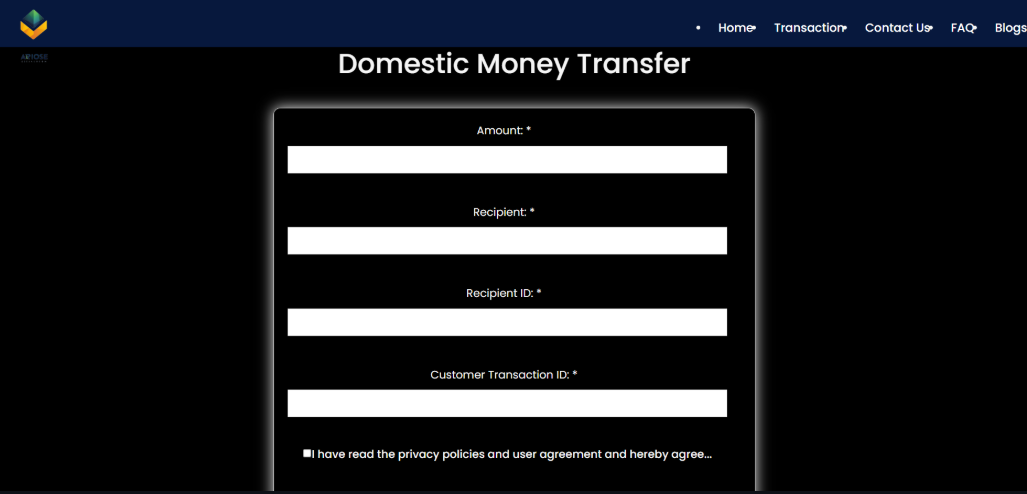 Home
Transaction
Contact Us
FAQ
Blogs
Domestic Money Transfer
Amount: *
Recipient: *
Recipient ID: *
Customer Transaction ID: *
I have read the privacy policies and user agreement and hereby agree...